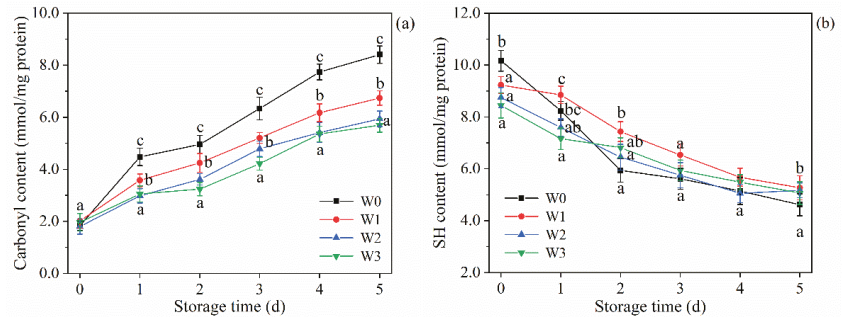 (a)
Carbonyl content (mmol/mg protein)
10.0
8.0
6.0
4.0
2.0
0.0
a
c
b
a
c
b
a
c
b
a
c
b
a
c
b
a
W0
W1
W2
W3
0 1 2 3 4 5
Storage time (d)
(b)
SH content (mmol/mg protein)
12.0
10.0
8.0
6.0
4.0
2.0
b
a
a
a
c
bc
ab
a
b
ab
a
a
a
a
a
b
a
W0
W1
W2
W3
0 1 2 3 4 5
Storage time (d)